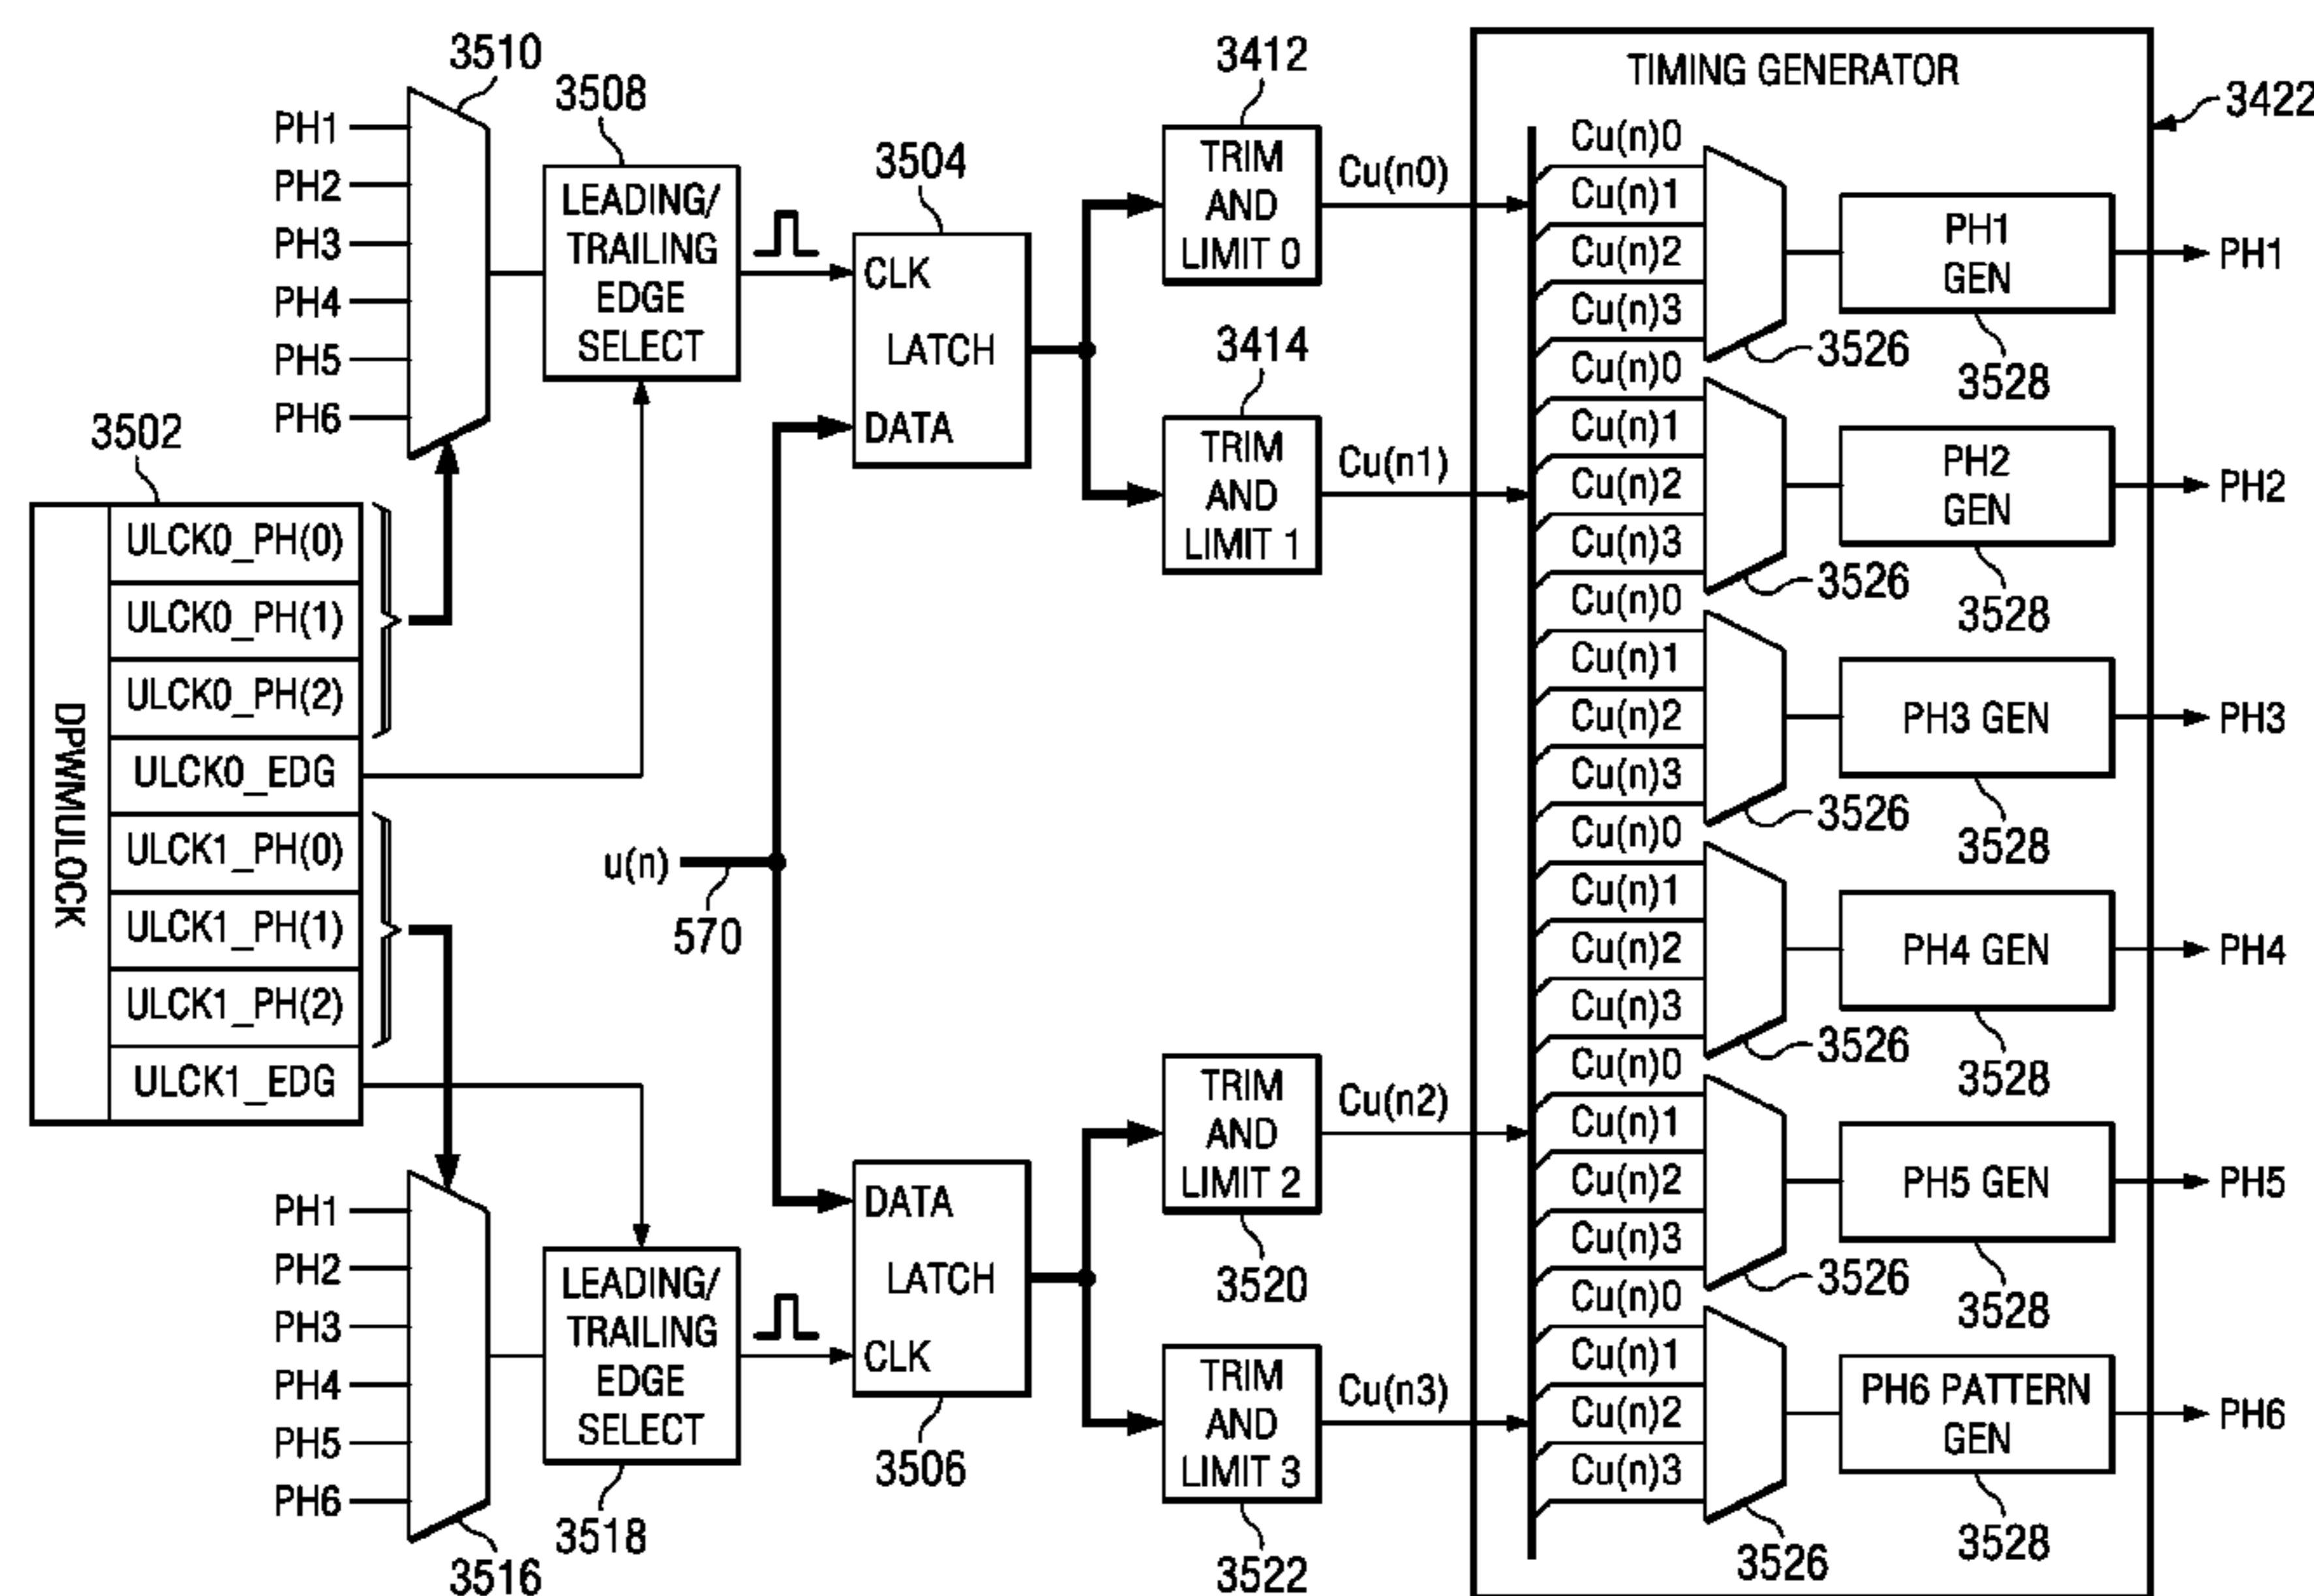 3510
PH1
PH2
PH3
PH4
PH5
PH6
3508
LEADING/
TRAILING
EDGE
SELECT
3504
CLK
LATCH
DATA
3412
TRIM
AND
LIMIT 0
Cu(n0)
3414
TRIM
AND
LIMIT 1
Cu(n1)
3502
DPWMULOCK
ULCK0_PH(0)
ULCK0_PH(1)
ULCK0_PH(2)
ULCK0_EDG
ULCK1_PH(0)
ULCK1_PH(1)
ULCK1_PH(2)
ULCK1_EDG
u(n)
570
PH1
PH2
PH3
PH4
PH5
PH6
3516
LEADING/
TRAILING
EDGE
SELECT
3518
DATA
LATCH
CLK
3506
TRIM
AND
LIMIT 2
3520
Cu(n2)
TRIM
AND
LIMIT 3
3522
Cu(n3)
TIMING GENERATOR
3422
Cu(n)0
Cu(n)1
Cu(n)2
Cu(n)3
3526
PH1
GEN
3528
PH1
Cu(n)0
Cu(n)1
Cu(n)2
Cu(n)3
3526
PH2
GEN
3528
PH2
Cu(n)0
Cu(n)1
Cu(n)2
Cu(n)3
3526
PH3 GEN
3528
PH3
Cu(n)0
Cu(n)1
Cu(n)2
Cu(n)3
3526
PH4 GEN
3528
PH4
Cu(n)0
Cu(n)1
Cu(n)2
Cu(n)3
3526
PH5 GEN
3528
PH5
Cu(n)0
Cu(n)1
Cu(n)2
Cu(n)3
3526
PH6 PATTERN
GEN
3528
PH6